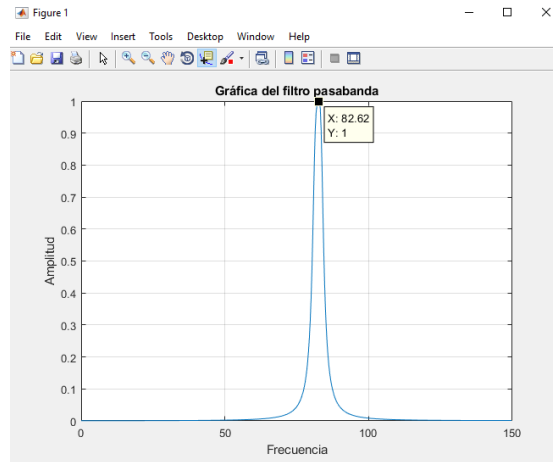 Figure 1
File Edit View Insert Tools Desktop Window Help
Gráfica del filtro pasabanda
X: 82.62
Y: 1
1
0.9
0.8
0.7
0.6
0.5
0.4
0.3
0.2
0.1
0
Amplitud
0 50 100 150
Frecuencia